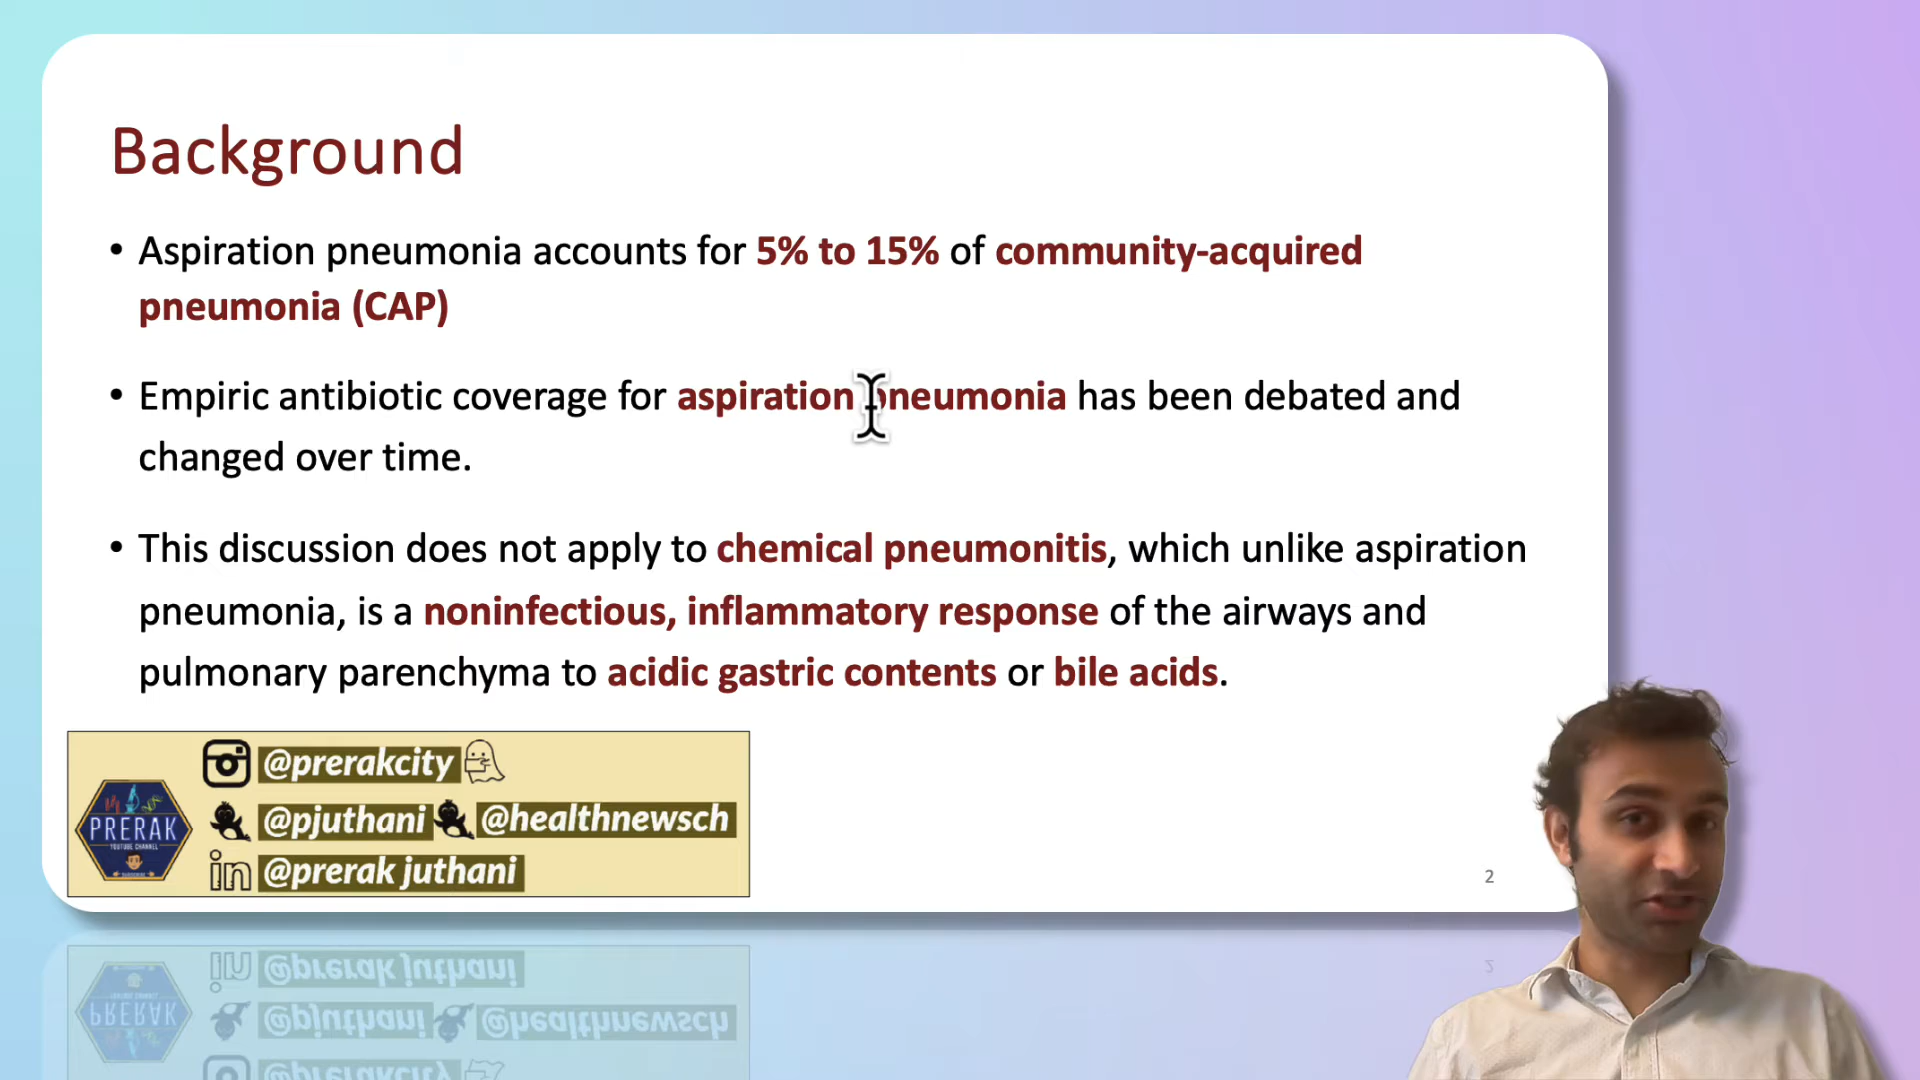 Background
• Aspiration pneumonia accounts for 5% to 15% of community-acquired
pneumonia (CAP)
• Empiric antibiotic coverage for aspiration pneumonia has been debated and
changed over time.
• This discussion does not apply to chemical pneumonitis, which unlike aspiration
pneumonia, is a noninfectious, inflammatory response of the airways and
pulmonary parenchyma to acidic gastric contents or bile acids.
@prerakcity
@pjuthani @healthnewsch
in @prerak juthani
PRERAK
YOUTUBE CHANNEL
2